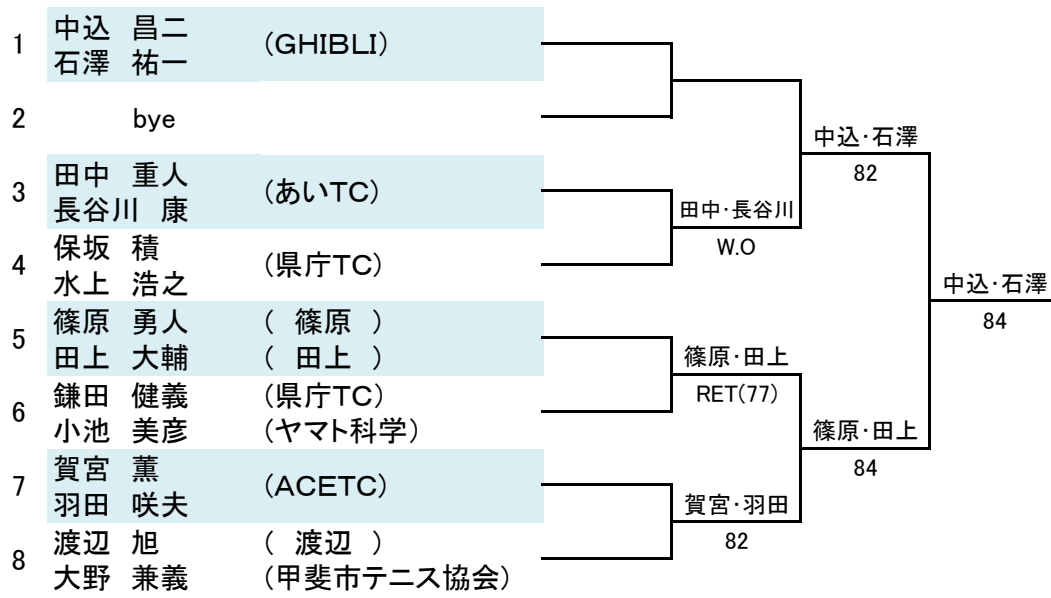 1 中込 昌二 (GHIBLI)
石澤 祐一
2 bye
3 田中 重人 (あいTC)
長谷川 康
4 保坂 積 (県庁TC)
水上 浩之
5 篠原 勇人 ( 篠原 )
田上 大輔 ( 田上 )
6 鎌田 健義 (県庁TC)
小池 美彦 (ヤマト科学)
7 賀宮 薫 (ACETC)
羽田 咲夫
8 渡辺 旭 ( 渡辺 )
大野 兼義 (甲斐市テニス協会)
田中・長谷川
W.O
篠原・田上
RET(77)
賀宮・羽田
82
中込・石澤
82
篠原・田上
84
中込・石澤
84